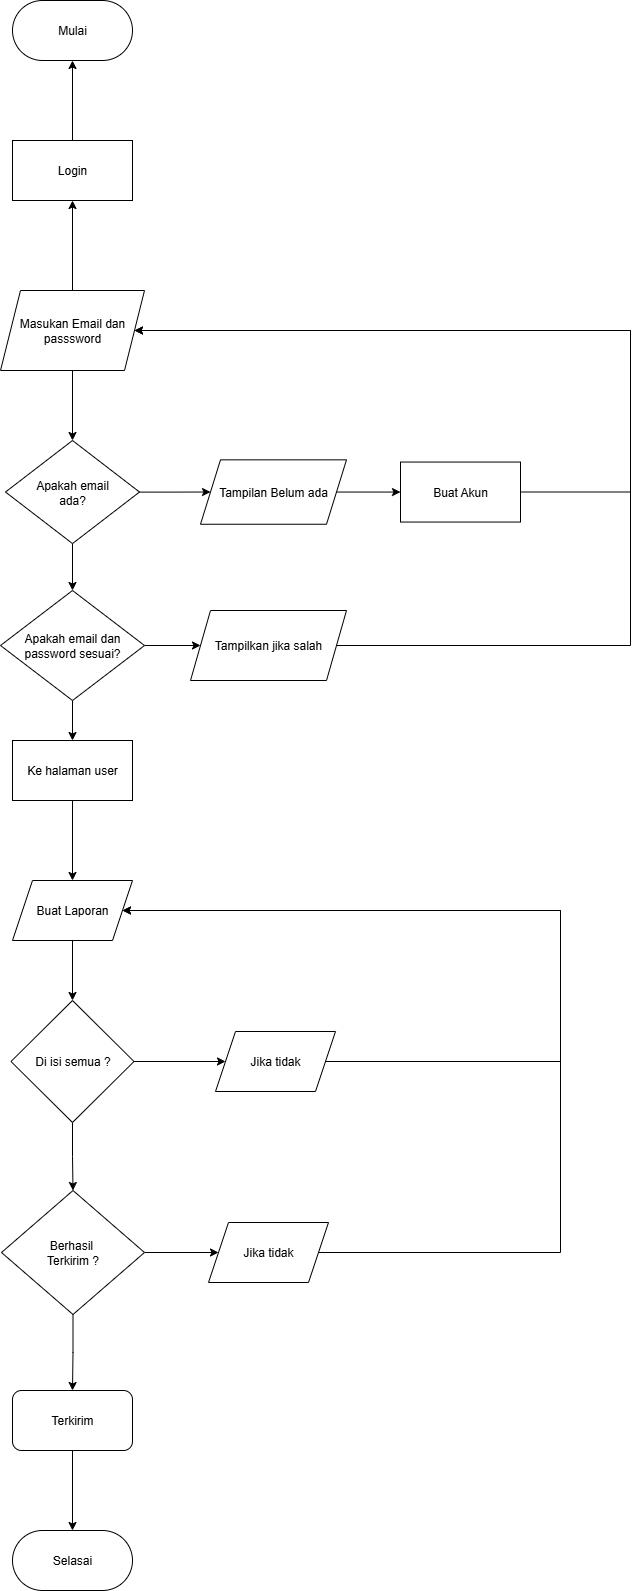 Mulai
Login
Masukan Email dan
passsword
Apakah email
ada?
Tampilan Belum ada
Buat Akun
Apakah email dan
password sesuai?
Tampilkan jika salah
Ke halaman user
Buat Laporan
Di isi semua ?
Jika tidak
Berhasil
Terkirim ?
Jika tidak
Terkirim
Selasai